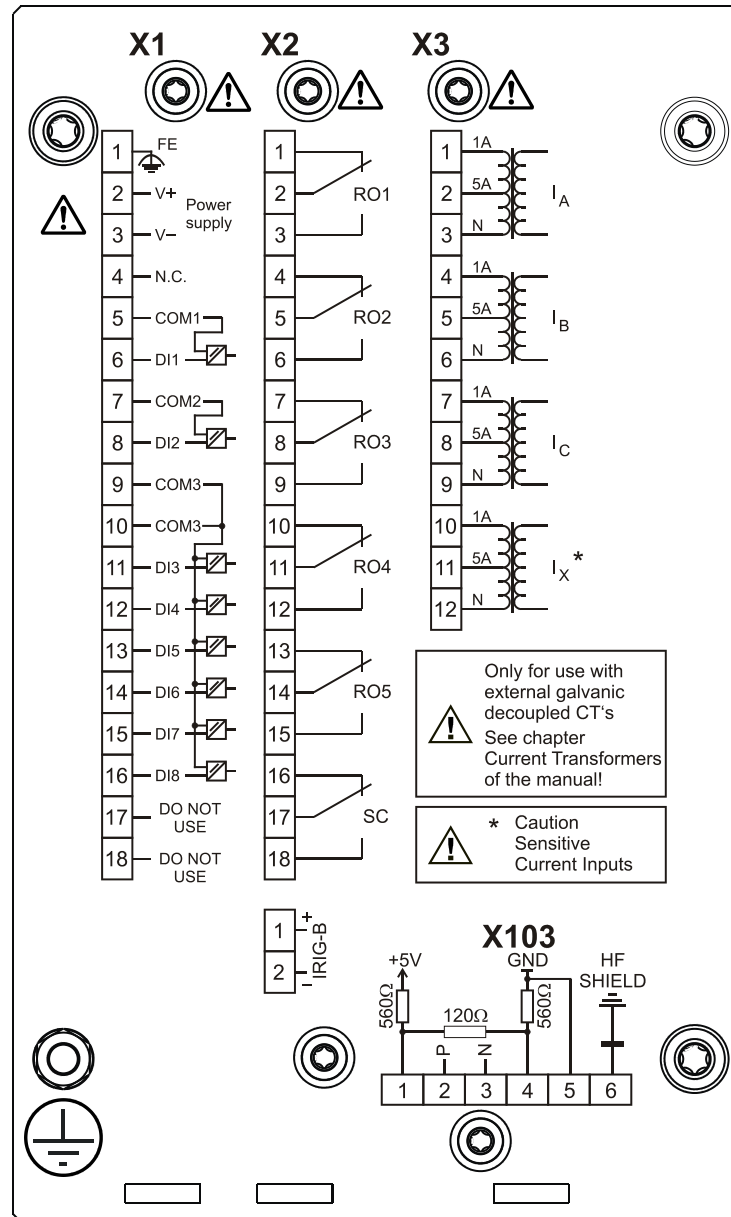 X1 X2 X3
1 FE
2 V+
Power
supply
3 V–
4 N.C.
5 COM1
6 DI1
7 COM2
8 DI2
9 COM3
10 COM3
11 DI3
12 DI4
13 DI5
14 DI6
15 DI7
16 DI8
17 DO NOT
USE
18 DO NOT
USE
1
2 RO1
3
4
5 RO2
6
7
8 RO3
9
10
11 RO4
12
13
14 RO5
15
16
17 SC
18
1 +
2 –
IRIG-B
1 1A
2 5A IA
3 N
4 1A
5 5A IB
6 N
7 1A
8 5A IC
9 N
10 1A
11 5A IX*
12 N
Only for use with
external galvanic
decoupled CT‘s
See chapter
Current Transformers
of the manual!
* Caution
Sensitive
Current Inputs
X103
+5V GND HF
SHIELD
560Ω 120Ω 560Ω
P N
1 2 3 4 5 6